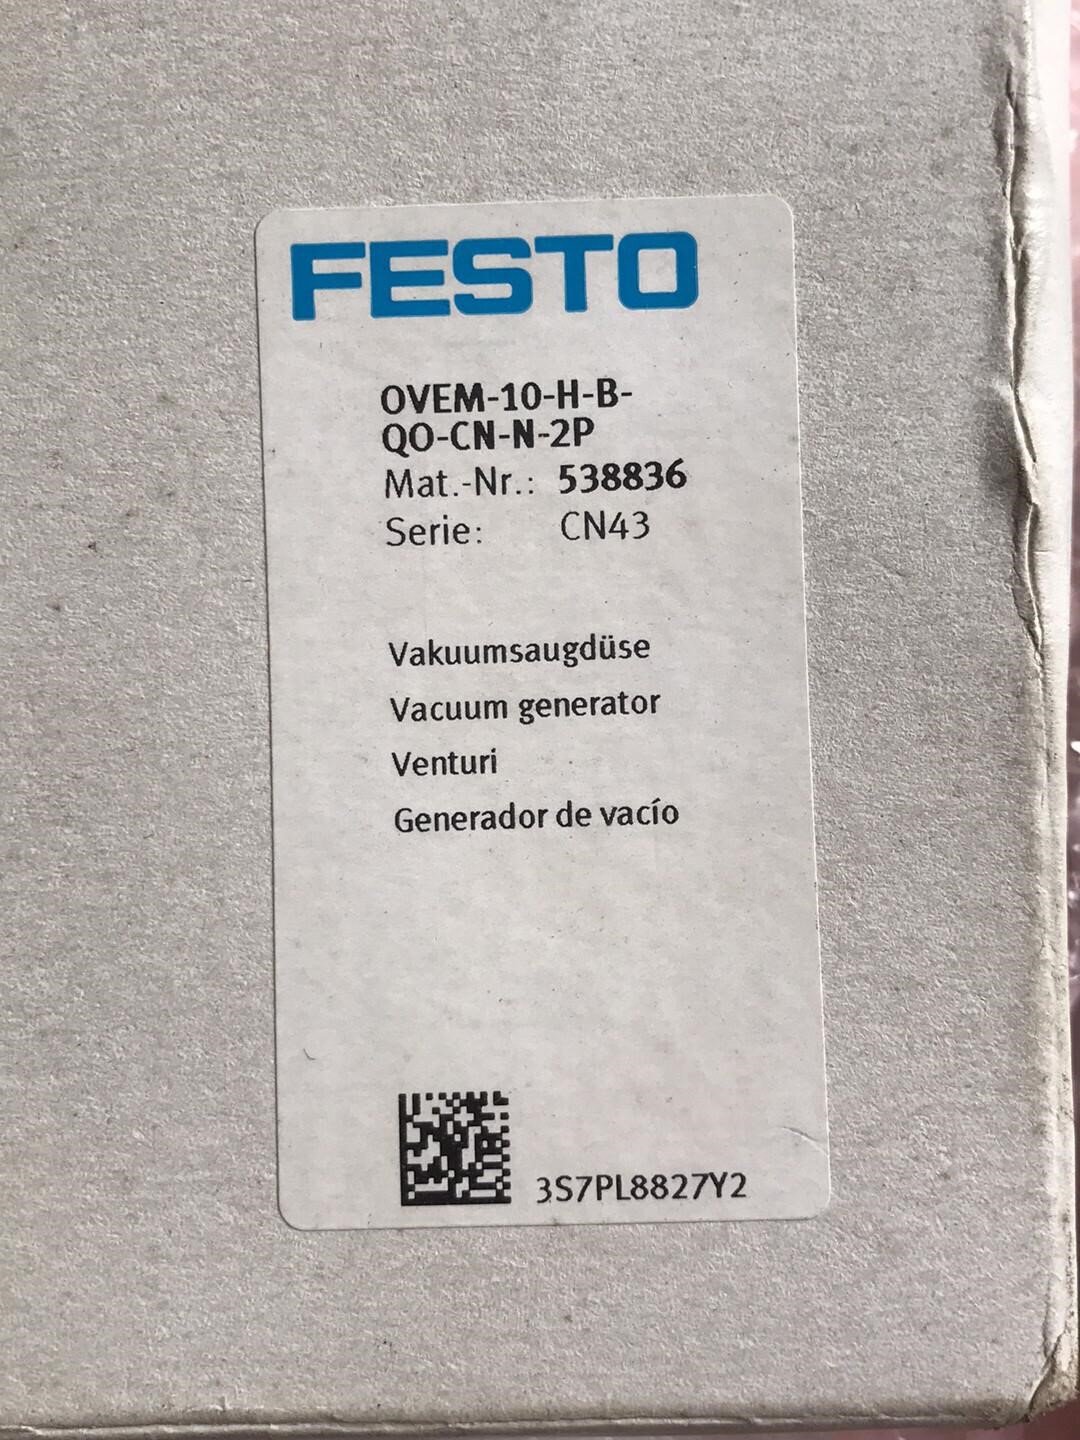 FESTO
OVEM-10-H-B-
QO-CN-N-2P
Mat.-Nr.: 538836
Serie: CN43
Vakuumsaugdüse
Vacuum generator
Venturi
Generador de vacío
3S7PL8827Y2